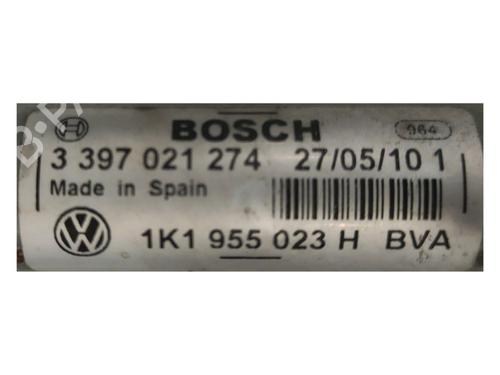 BOSCH 964
3 397 021 274 27/05/10 1
Made in Spain
1K1 955 023 H BVA